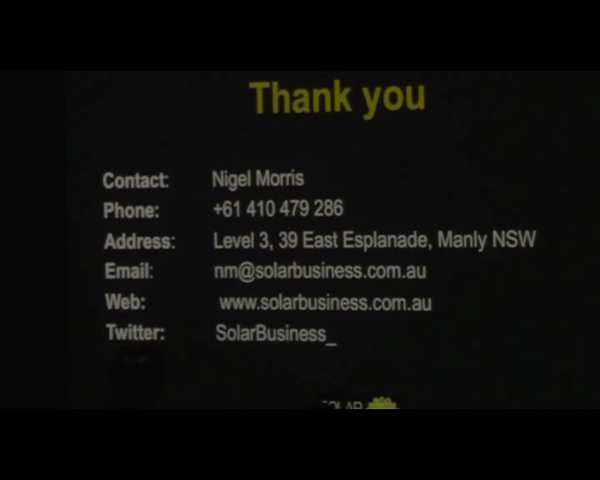 Thank you
Contact: Nigel Morris
Phone: +61 410 479 286
Address: Level 3, 39 East Esplanade, Manly NSW
Email: nm@solarbusiness.com.au
Web: www.solarbusiness.com.au
Twitter: SolarBusiness_
SOLAR